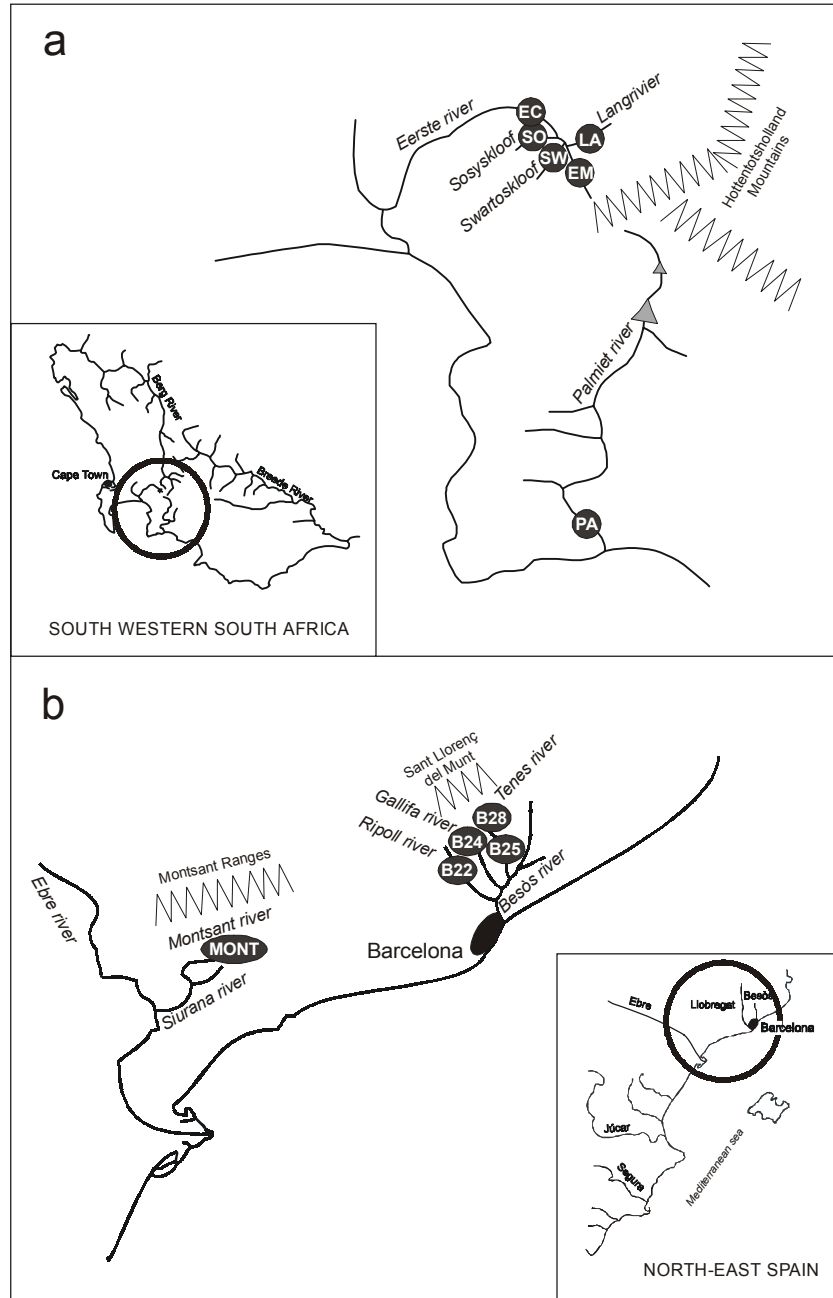 a
Eerste river
EC
SO
SW
LA
EM
Langrivier
Sosyskloof
Swartoskloof
Hottentotsholland
Mountains
Palmiet river
PA
Berg River
Breede River
Cape Town
SOUTH WESTERN SOUTH AFRICA
b
Sant Llorenç
del Munt
Tenes river
Gallifa river
Ripoll river
B28
B24
B25
B22
Besòs river
Montsant Ranges
Ebre river
Montsant river
MONT
Siurana river
Barcelona
Ebre
Llobregat
Besòs
Barcelona
Júcar
Segura
Mediterranean sea
NORTH-EAST SPAIN